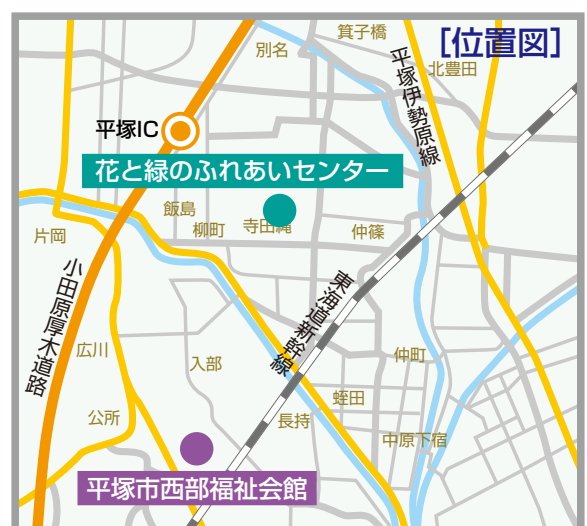 [位置図]
箕子橋
別名
北豊田
平塚伊勢原線
平塚IC
花と緑のふれあいセンター
飯島
柳町
寺田縄
仲篠
片岡
小田原厚木道路
東海道新幹線
広川
入部
仲町
蛭田
公所
長持
中原下宿
平塚市西部福祉会館